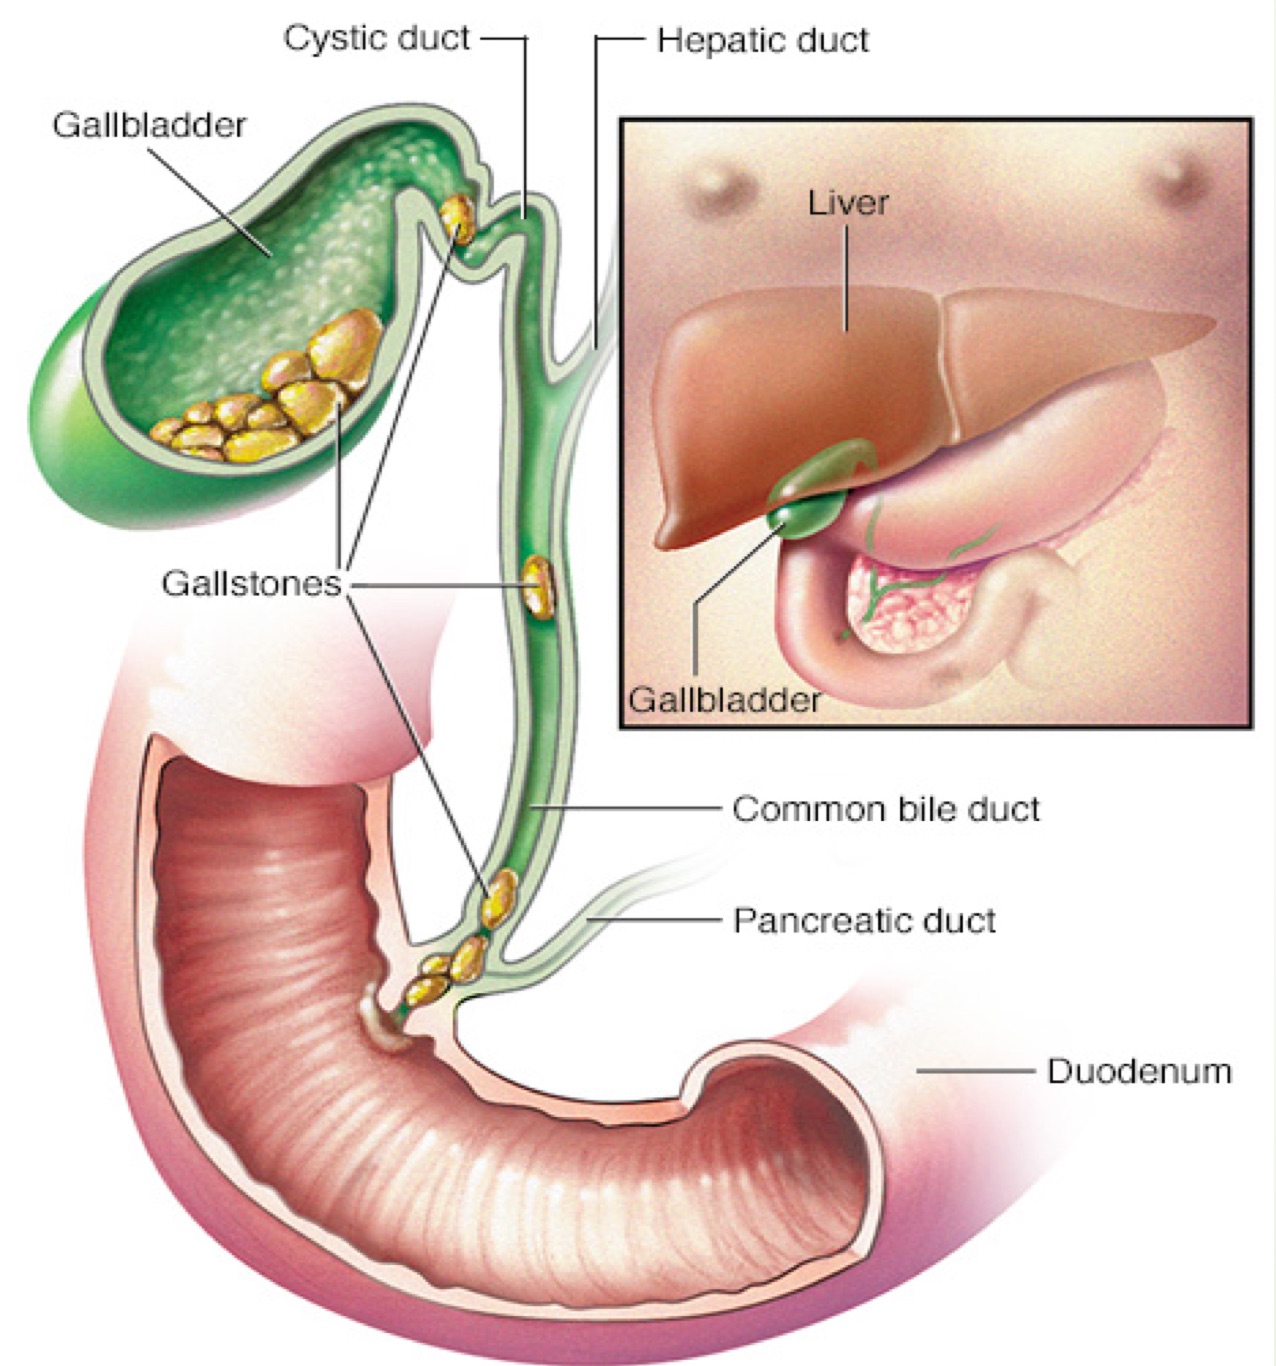 Cystic duct
Hepatic duct
Gallbladder
Liver
Gallstones
Gallbladder
Common bile duct
Pancreatic duct
Duodenum